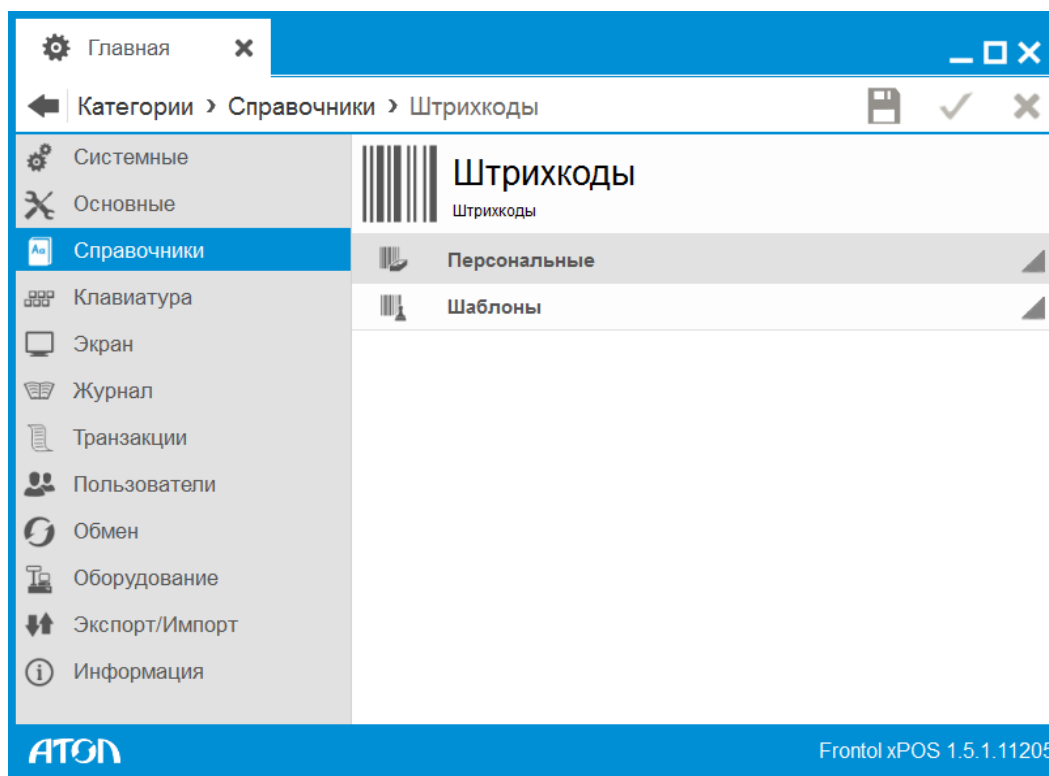 Главная
Категории › Справочники › Штрихкоды
Системные
Основные
Справочники
Клавиатура
Экран
Журнал
Транзакции
Пользователи
Обмен
Оборудование
Экспорт/Импорт
Информация
Штрихкоды
Штрихкоды
Персональные
Шаблоны
АТОЛ
Frontol xPOS 1.5.1.11205